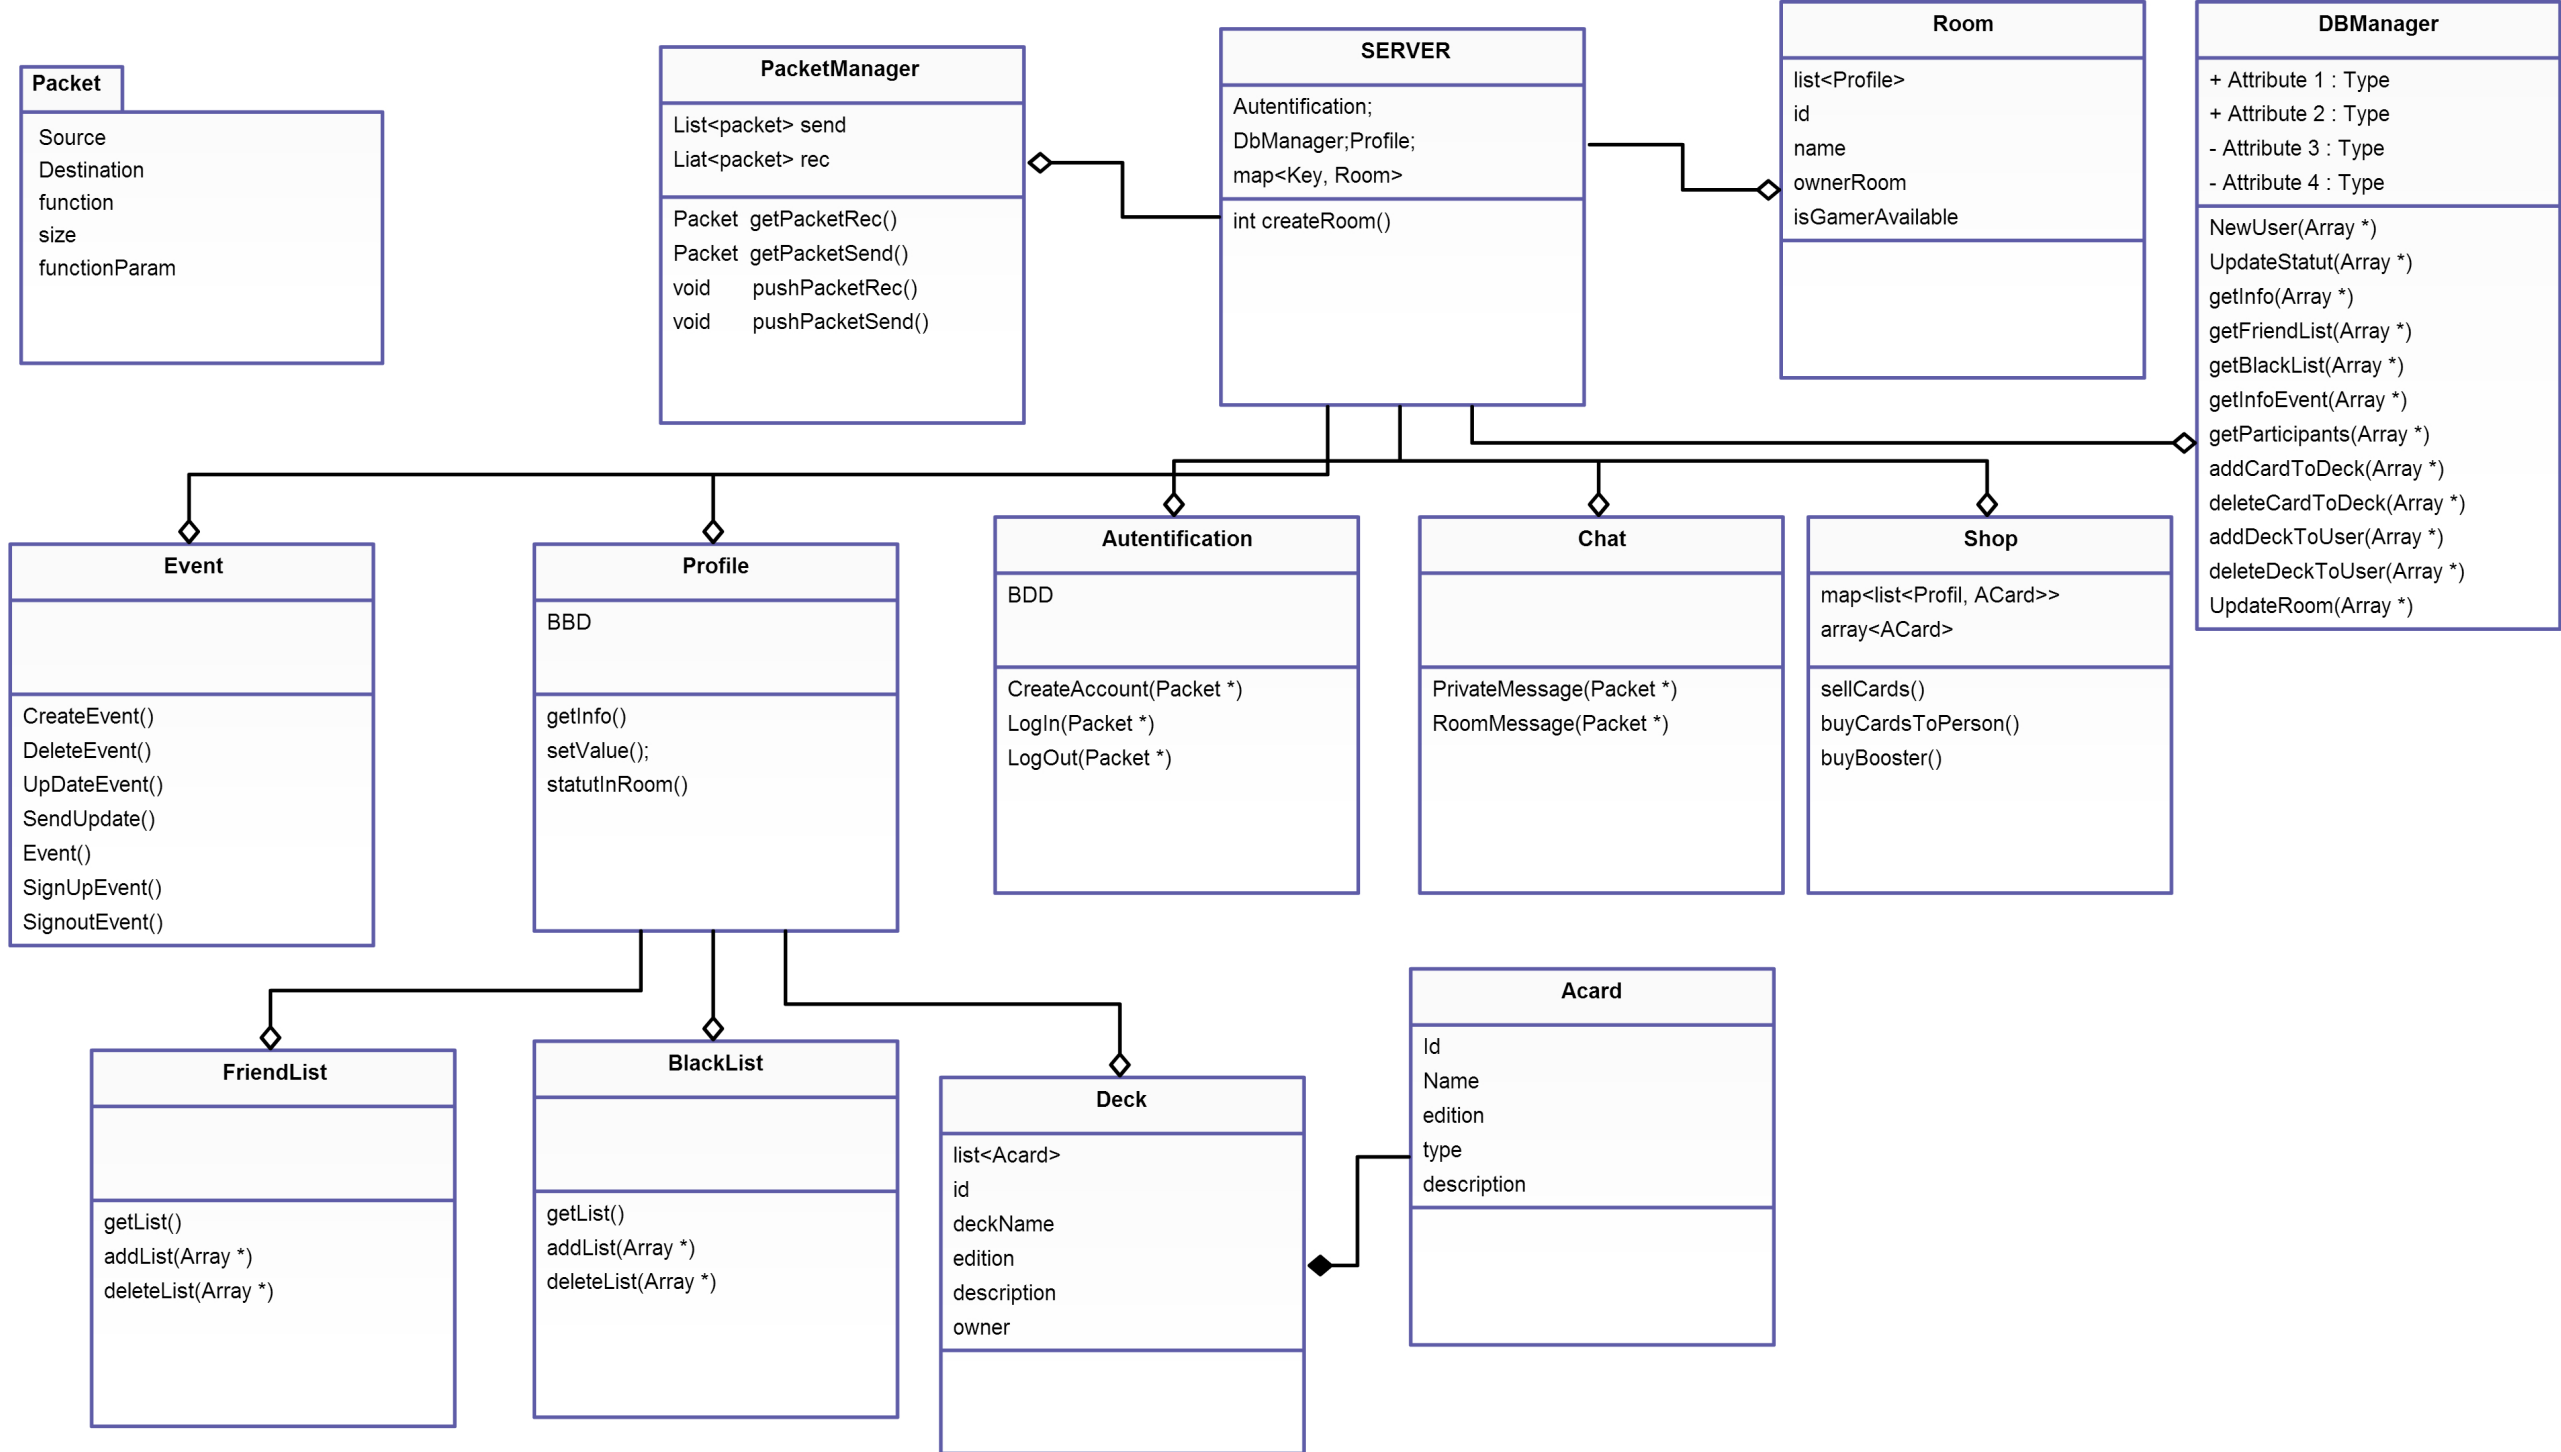 Packet
Source
Destination
function
size
functionParam
PacketManager
List<packet> send
Liat<packet> rec
Packet  getPacketRec()
Packet  getPacketSend()
void  pushPacketRec()
void  pushPacketSend()
SERVER
Autentification;
DbManager;Profile;
map<Key, Room>
int createRoom()
Room
list<Profile>
id
name
ownerRoom
isGamerAvailable
DBManager
+ Attribute 1 : Type
+ Attribute 2 : Type
- Attribute 3 : Type
- Attribute 4 : Type
NewUser(Array *)
UpdateStatut(Array *)
getInfo(Array *)
getFriendList(Array *)
getBlackList(Array *)
getInfoEvent(Array *)
getParticipants(Array *)
addCardToDeck(Array *)
deleteCardToDeck(Array *)
addDeckToUser(Array *)
deleteDeckToUser(Array *)
UpdateRoom(Array *)
Event
CreateEvent()
DeleteEvent()
UpDateEvent()
SendUpdate()
Event()
SignUpEvent()
SignoutEvent()
Profile
BBD
getInfo()
setValue();
statutInRoom()
Autentification
BDD
CreateAccount(Packet *)
LogIn(Packet *)
LogOut(Packet *)
Chat
PrivateMessage(Packet *)
RoomMessage(Packet *)
Shop
map<list<Profil, ACard>>
array<ACard>
sellCards()
buyCardsToPerson()
buyBooster()
FriendList
getList()
addList(Array *)
deleteList(Array *)
BlackList
getList()
addList(Array *)
deleteList(Array *)
Deck
list<Acard>
id
deckName
edition
description
owner
Acard
Id
Name
edition
type
description